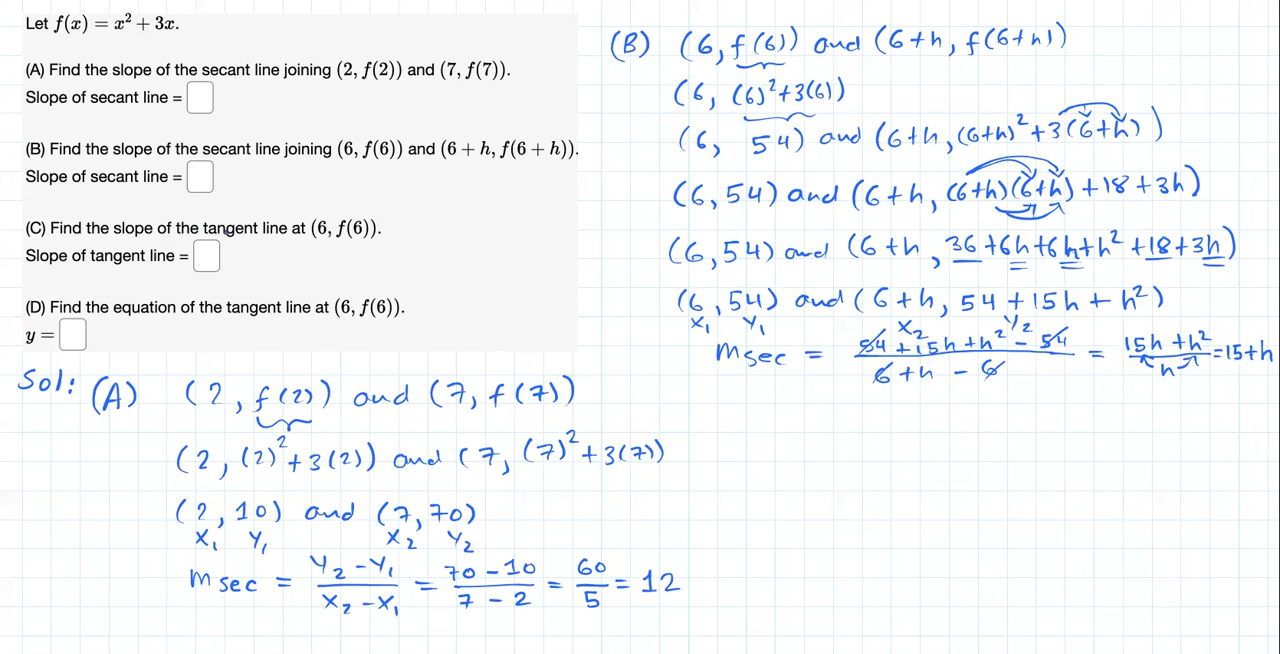 Let f(x) = x² + 3x.
(A) Find the slope of the secant line joining (2, f(2)) and (7, f(7)).
Slope of secant line =
(B) Find the slope of the secant line joining (6, f(6)) and (6 + h, f(6 + h)).
Slope of secant line =
(C) Find the slope of the tangent line at (6, f(6)).
Slope of tangent line =
(D) Find the equation of the tangent line at (6, f(6)).
y =
Sol: (A) (2, f(2)) and (7, f(7))
(2, (2)²+3(2)) and (7, (7)²+3(7))
(2, 10) and (7, 70)
X₁ Y₁ X₂ Y₂
msec = (Y₂-Y₁)/(X₂-X₁) = (70-10)/(7-2) = 60/5 = 12
(B) (6, f(6)) and (6+h, f(6+h))
(6, (6)²+3(6))
(6, 54) and (6+h, (6+h)²+3(6+h))
(6, 54) and (6+h, (6+h)(6+h)+18+3h)
(6, 54) and (6+h, 36+6h+6h+h²+18+3h)
(6, 54) and (6+h, 54+15h+h²)
X₁ Y₁ X₂ Y₂
msec = (54+15h+h²-54)/(6+h-6) = (15h+h²)/h = 15+h